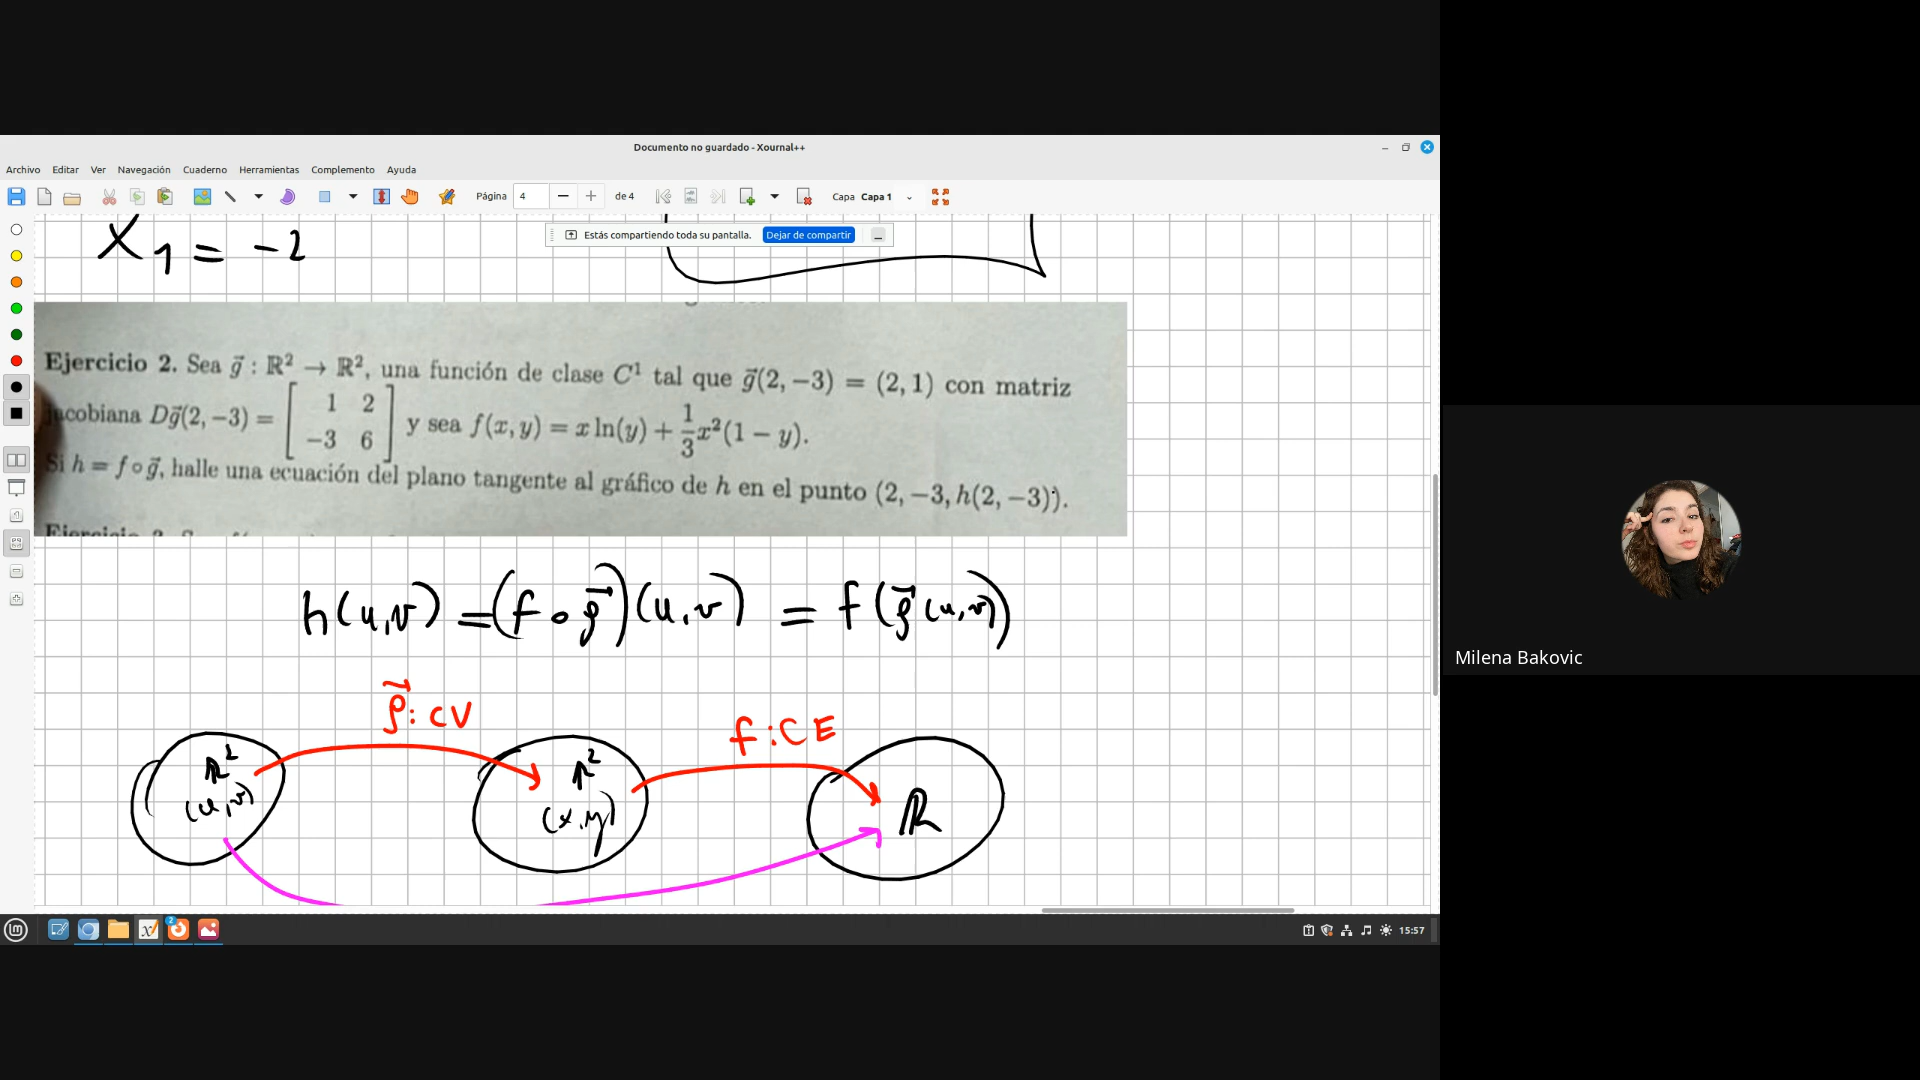 Documento no guardado - Xournal++
Archivo Editar Ver Navegación Cuaderno Herramientas Complemento Ayuda
Página 4 de 4 Capa Capa 1
Estás compartiendo toda su pantalla. Dejar de compartir
X₁ = -2
Ejercicio 2. Sea g⃗ : ℝ² → ℝ², una función de clase C¹ tal que g⃗(2, −3) = (2, 1) con matriz
jacobiana Dg⃗(2, −3) = [1 2; −3 6] y sea f(x, y) = x ln(y) + 1/3 x²(1 − y).
Si h = f ∘ g⃗, halle una ecuación del plano tangente al gráfico de h en el punto (2, −3, h(2, −3)).
h(u,v) = (f ∘ g⃗)(u,v) = f(g⃗(u,v))
g⃗ : CV
f : CE
ℝ² ℝ² ℝ
(u,v) (x,y)
Milena Bakovic
2
15:57